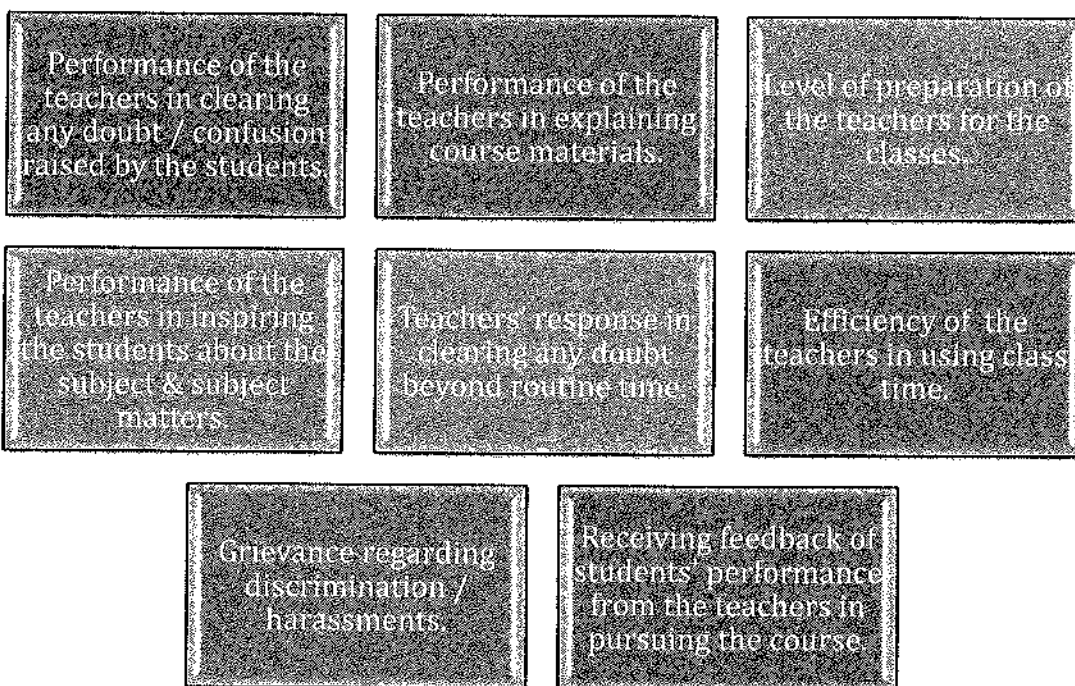 Performance of the
teachers in clearing
any doubt / confusion
raised by the students.
Performance of the
teachers in explaining
course materials.
Level of preparation of
the teachers for the
classes.
Performance of the
teachers in inspiring
the students about the
subject & subject
matters.
Teachers' response in
clearing any doubt
beyond routine time.
Efficiency of the
teachers in using class
time.
Grievance regarding
discrimination /
harassments.
Receiving feedback of
students' performance
from the teachers in
pursuing the course.